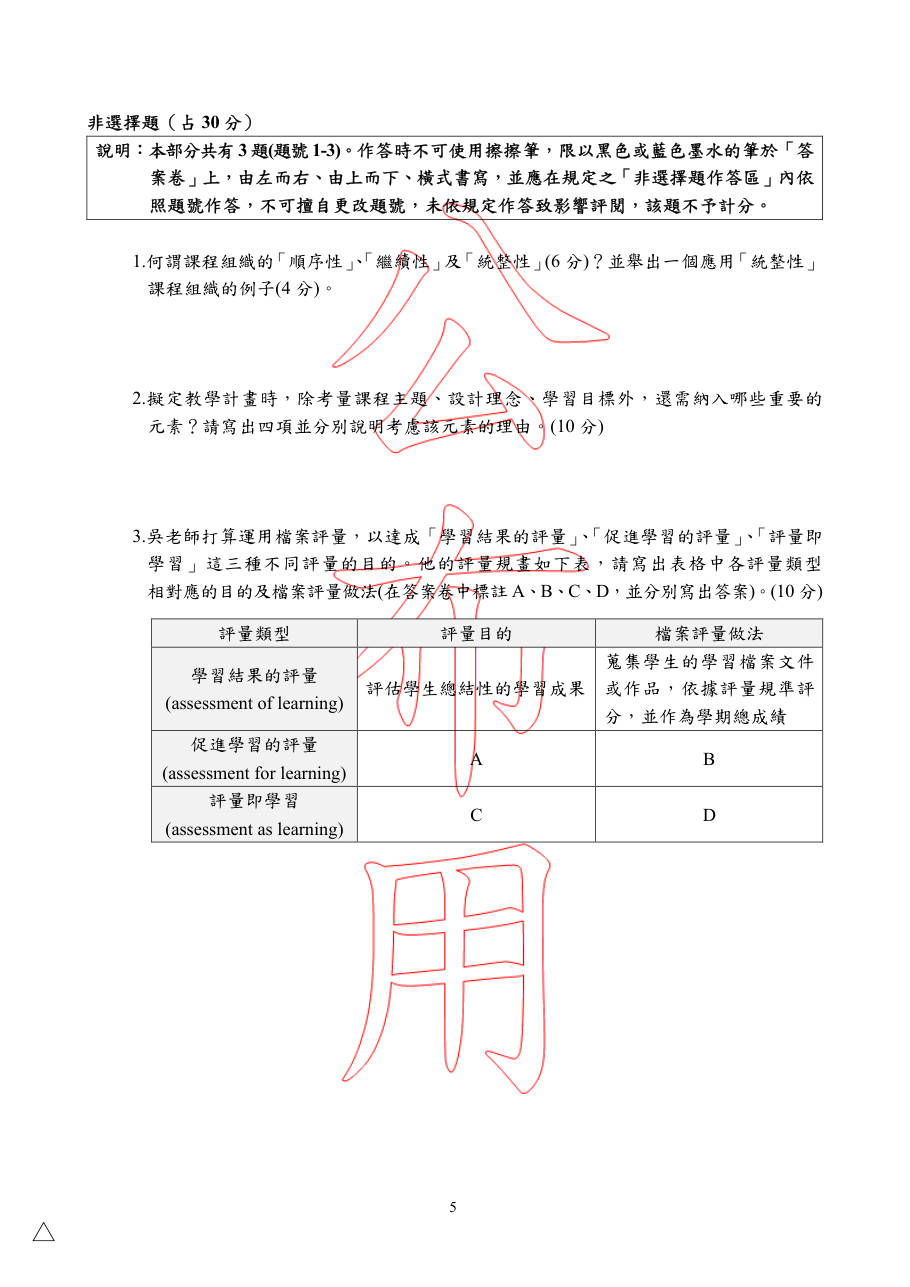 非選擇題（占 30 分）
說明：本部分共有 3 題(題號 1-3)。作答時不可使用擦擦筆，限以黑色或藍色墨水的筆於「答
案卷」上，由左而右、由上而下、橫式書寫，並應在規定之「非選擇題作答區」內依
照題號作答，不可擅自更改題號，未依規定作答致影響評閱，該題不予計分。
1.何謂課程組織的「順序性」、「繼續性」及「統整性」(6 分)？並舉出一個應用「統整性」
課程組織的例子(4 分)。
2.擬定教學計畫時，除考量課程主題、設計理念、學習目標外，還需納入哪些重要的
元素？請寫出四項並分別說明考慮該元素的理由。(10 分)
3.吳老師打算運用檔案評量，以達成「學習結果的評量」、「促進學習的評量」、「評量即
學習」這三種不同評量的目的。他的評量規畫如下表，請寫出表格中各評量類型
相對應的目的及檔案評量做法(在答案卷中標註 A、B、C、D，並分別寫出答案)。(10 分)
評量類型 評量目的 檔案評量做法
學習結果的評量
(assessment of learning)
評估學生總結性的學習成果
蒐集學生的學習檔案文件
或作品，依據評量規準評
分，並作為學期總成績
促進學習的評量
(assessment for learning)
A
B
評量即學習
(assessment as learning)
C
D
公
布
用
5